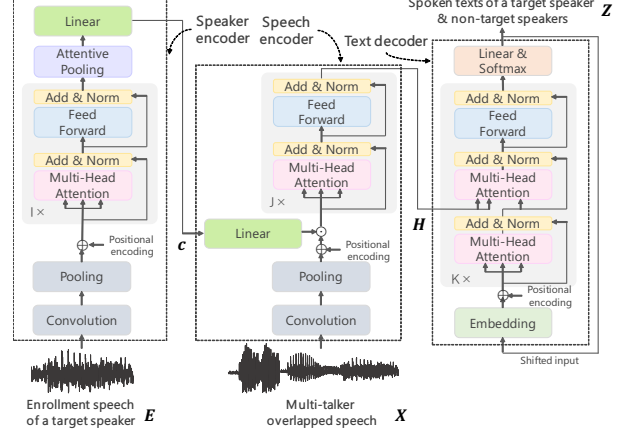 Spoken texts of a target speaker
& non-target speakers
Z
Linear
Speaker
encoder
Speech
encoder
Text decoder
Attentive
Pooling
Add & Norm
Feed
Forward
Add & Norm
Multi-Head
Attention
I×
Positional
encoding
Pooling
Convolution
Enrollment speech
of a target speaker
E
c
Linear
Add & Norm
Feed
Forward
Add & Norm
Multi-Head
Attention
J×
Positional
encoding
Pooling
Convolution
Multi-talker
overlapped speech
X
H
Linear &
Softmax
Add & Norm
Feed
Forward
Add & Norm
Multi-Head
Attention
Add & Norm
Multi-Head
Attention
K×
Positional
encoding
Embedding
Shifted input